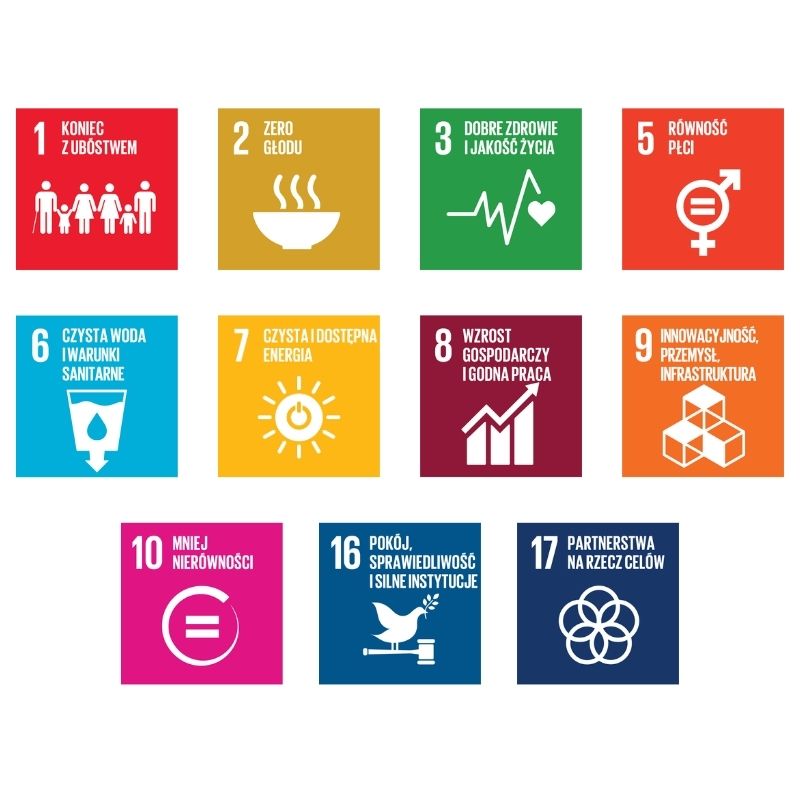 1 KONIEC
Z UBÓSTWEM
2 ZERO
GŁODU
3 DOBRE ZDROWIE
I JAKOŚĆ ŻYCIA
5 RÓWNOŚĆ
PŁCI
6 CZYSTA WODA
I WARUNKI
SANITARNE
7 CZYSTA I DOSTĘPNA
ENERGIA
8 WZROST
GOSPODARCZY
I GODNA PRACA
9 INNOWACYJNOŚĆ,
PRZEMYSŁ,
INFRASTRUKTURA
10 MNIEJ
NIERÓWNOŚCI
16 POKÓJ,
SPRAWIEDLIWOŚĆ
I SILNE INSTYTUCJE
17 PARTNERSTWA
NA RZECZ CELÓW